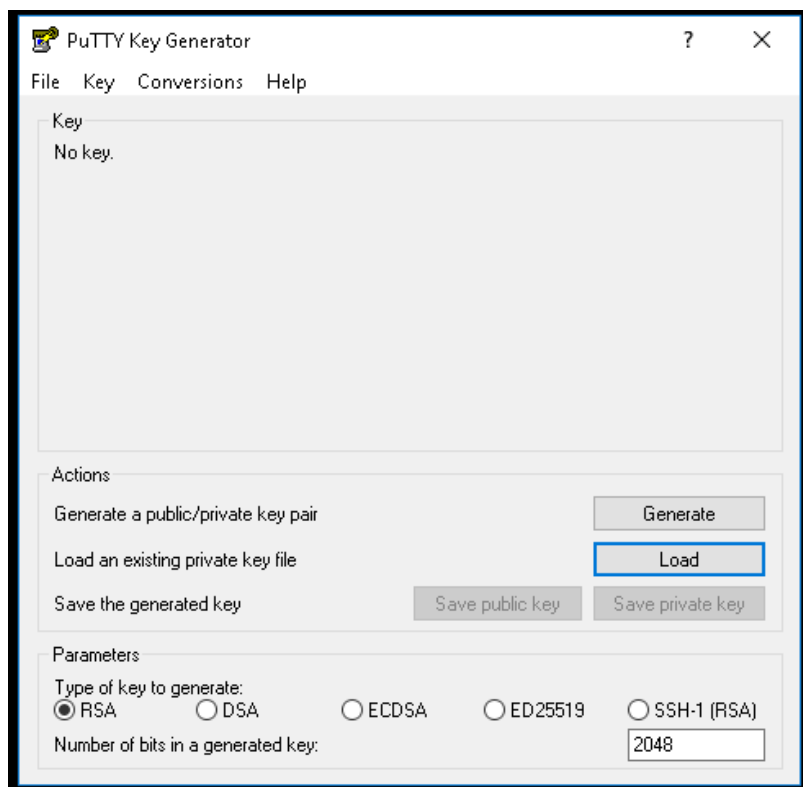 PuTTY Key Generator ? ×
File Key Conversions Help
Key
No key.
Actions
Generate a public/private key pair Generate
Load an existing private key file Load
Save the generated key Save public key Save private key
Parameters
Type of key to generate:
RSA DSA ECDSA ED25519 SSH-1 (RSA)
Number of bits in a generated key: 2048